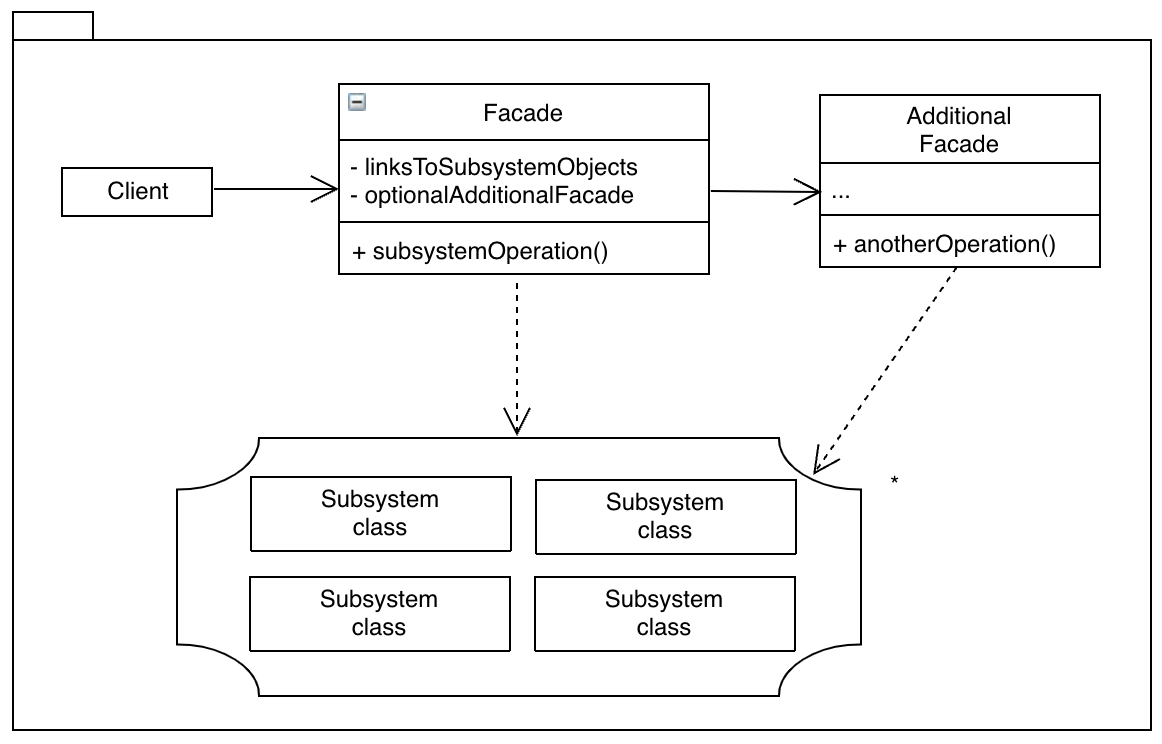 Facade
Additional
Facade
Client
- linksToSubsystemObjects
- optionalAdditionalFacade
...
+ subsystemOperation()
+ anotherOperation()
*
Subsystem
class
Subsystem
class
Subsystem
class
Subsystem
class